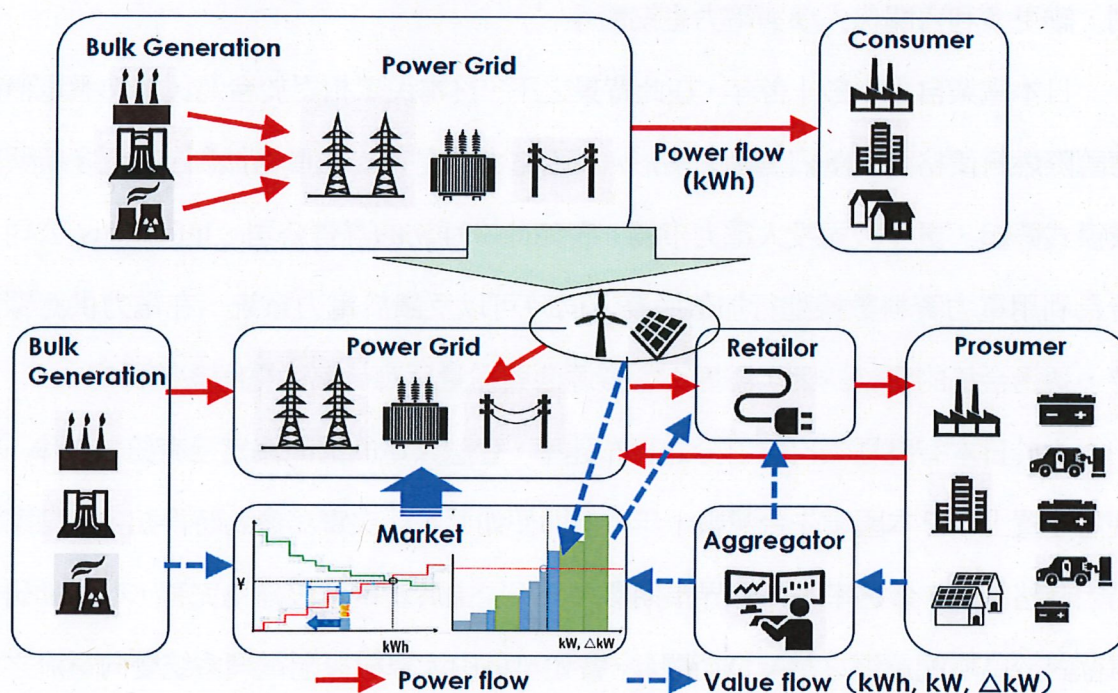 Bulk Generation
Power Grid
Consumer
Power flow
(kWh)
Bulk
Generation
Power Grid
Retailor
Prosumer
Market
¥
kWh
kW, △kW
Aggregator
Power flow
Value flow (kWh, kW, △kW)